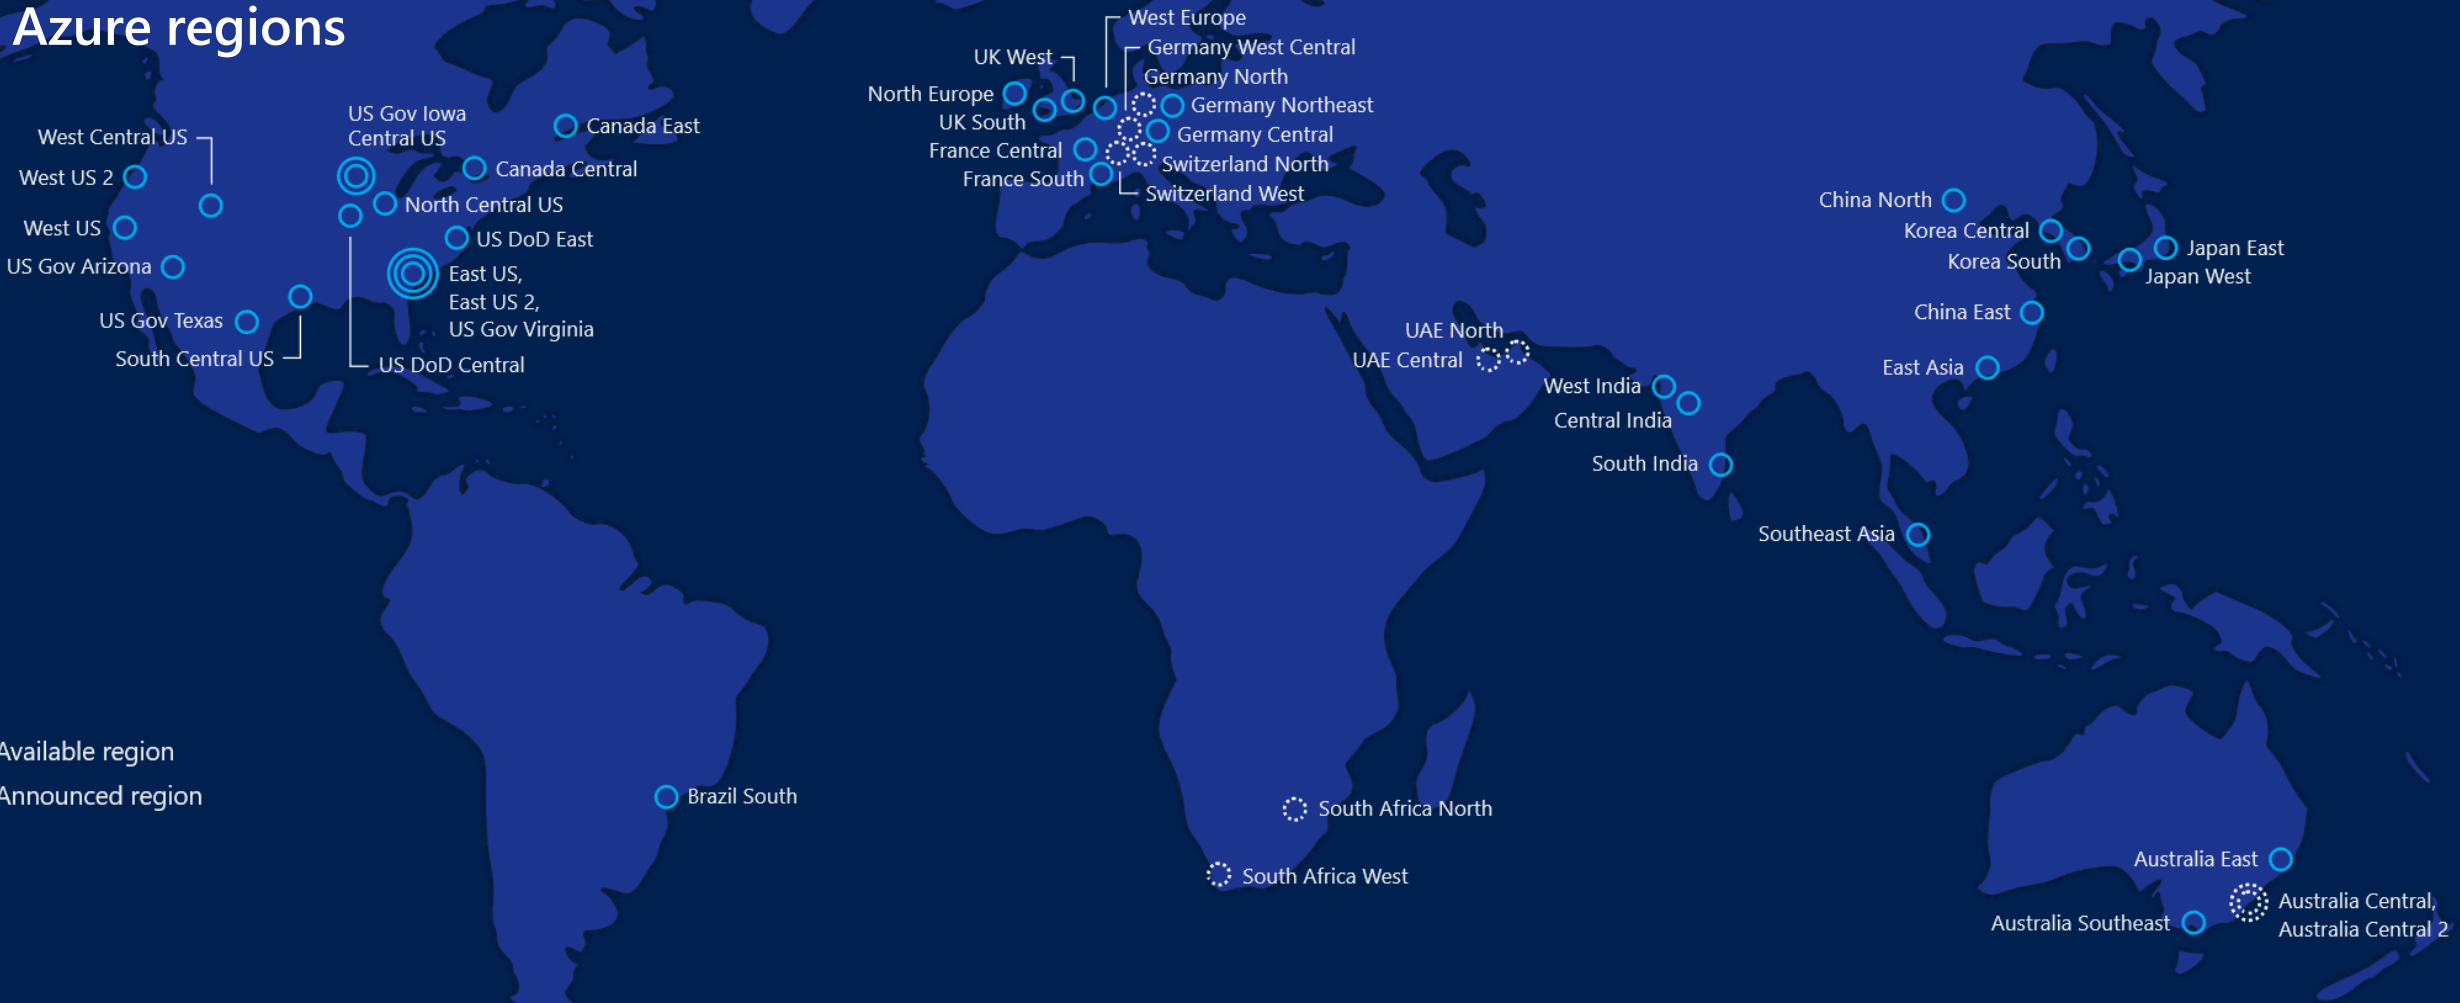 Azure regions
West Central US
West US 2
West US
US Gov Arizona
US Gov Texas
South Central US
US Gov Iowa
Central US
Canada East
Canada Central
North Central US
US DoD East
East US,
East US 2,
US Gov Virginia
US DoD Central
Brazil South
Available region
Announced region
West Europe
Germany West Central
UK West
Germany North
North Europe
Germany Northeast
UK South
Germany Central
France Central
Switzerland North
France South
Switzerland West
UAE North
UAE Central
South Africa North
South Africa West
West India
Central India
South India
China North
Korea Central
Korea South
Japan East
Japan West
China East
East Asia
Southeast Asia
Australia East
Australia Central,
Australia Central 2
Australia Southeast